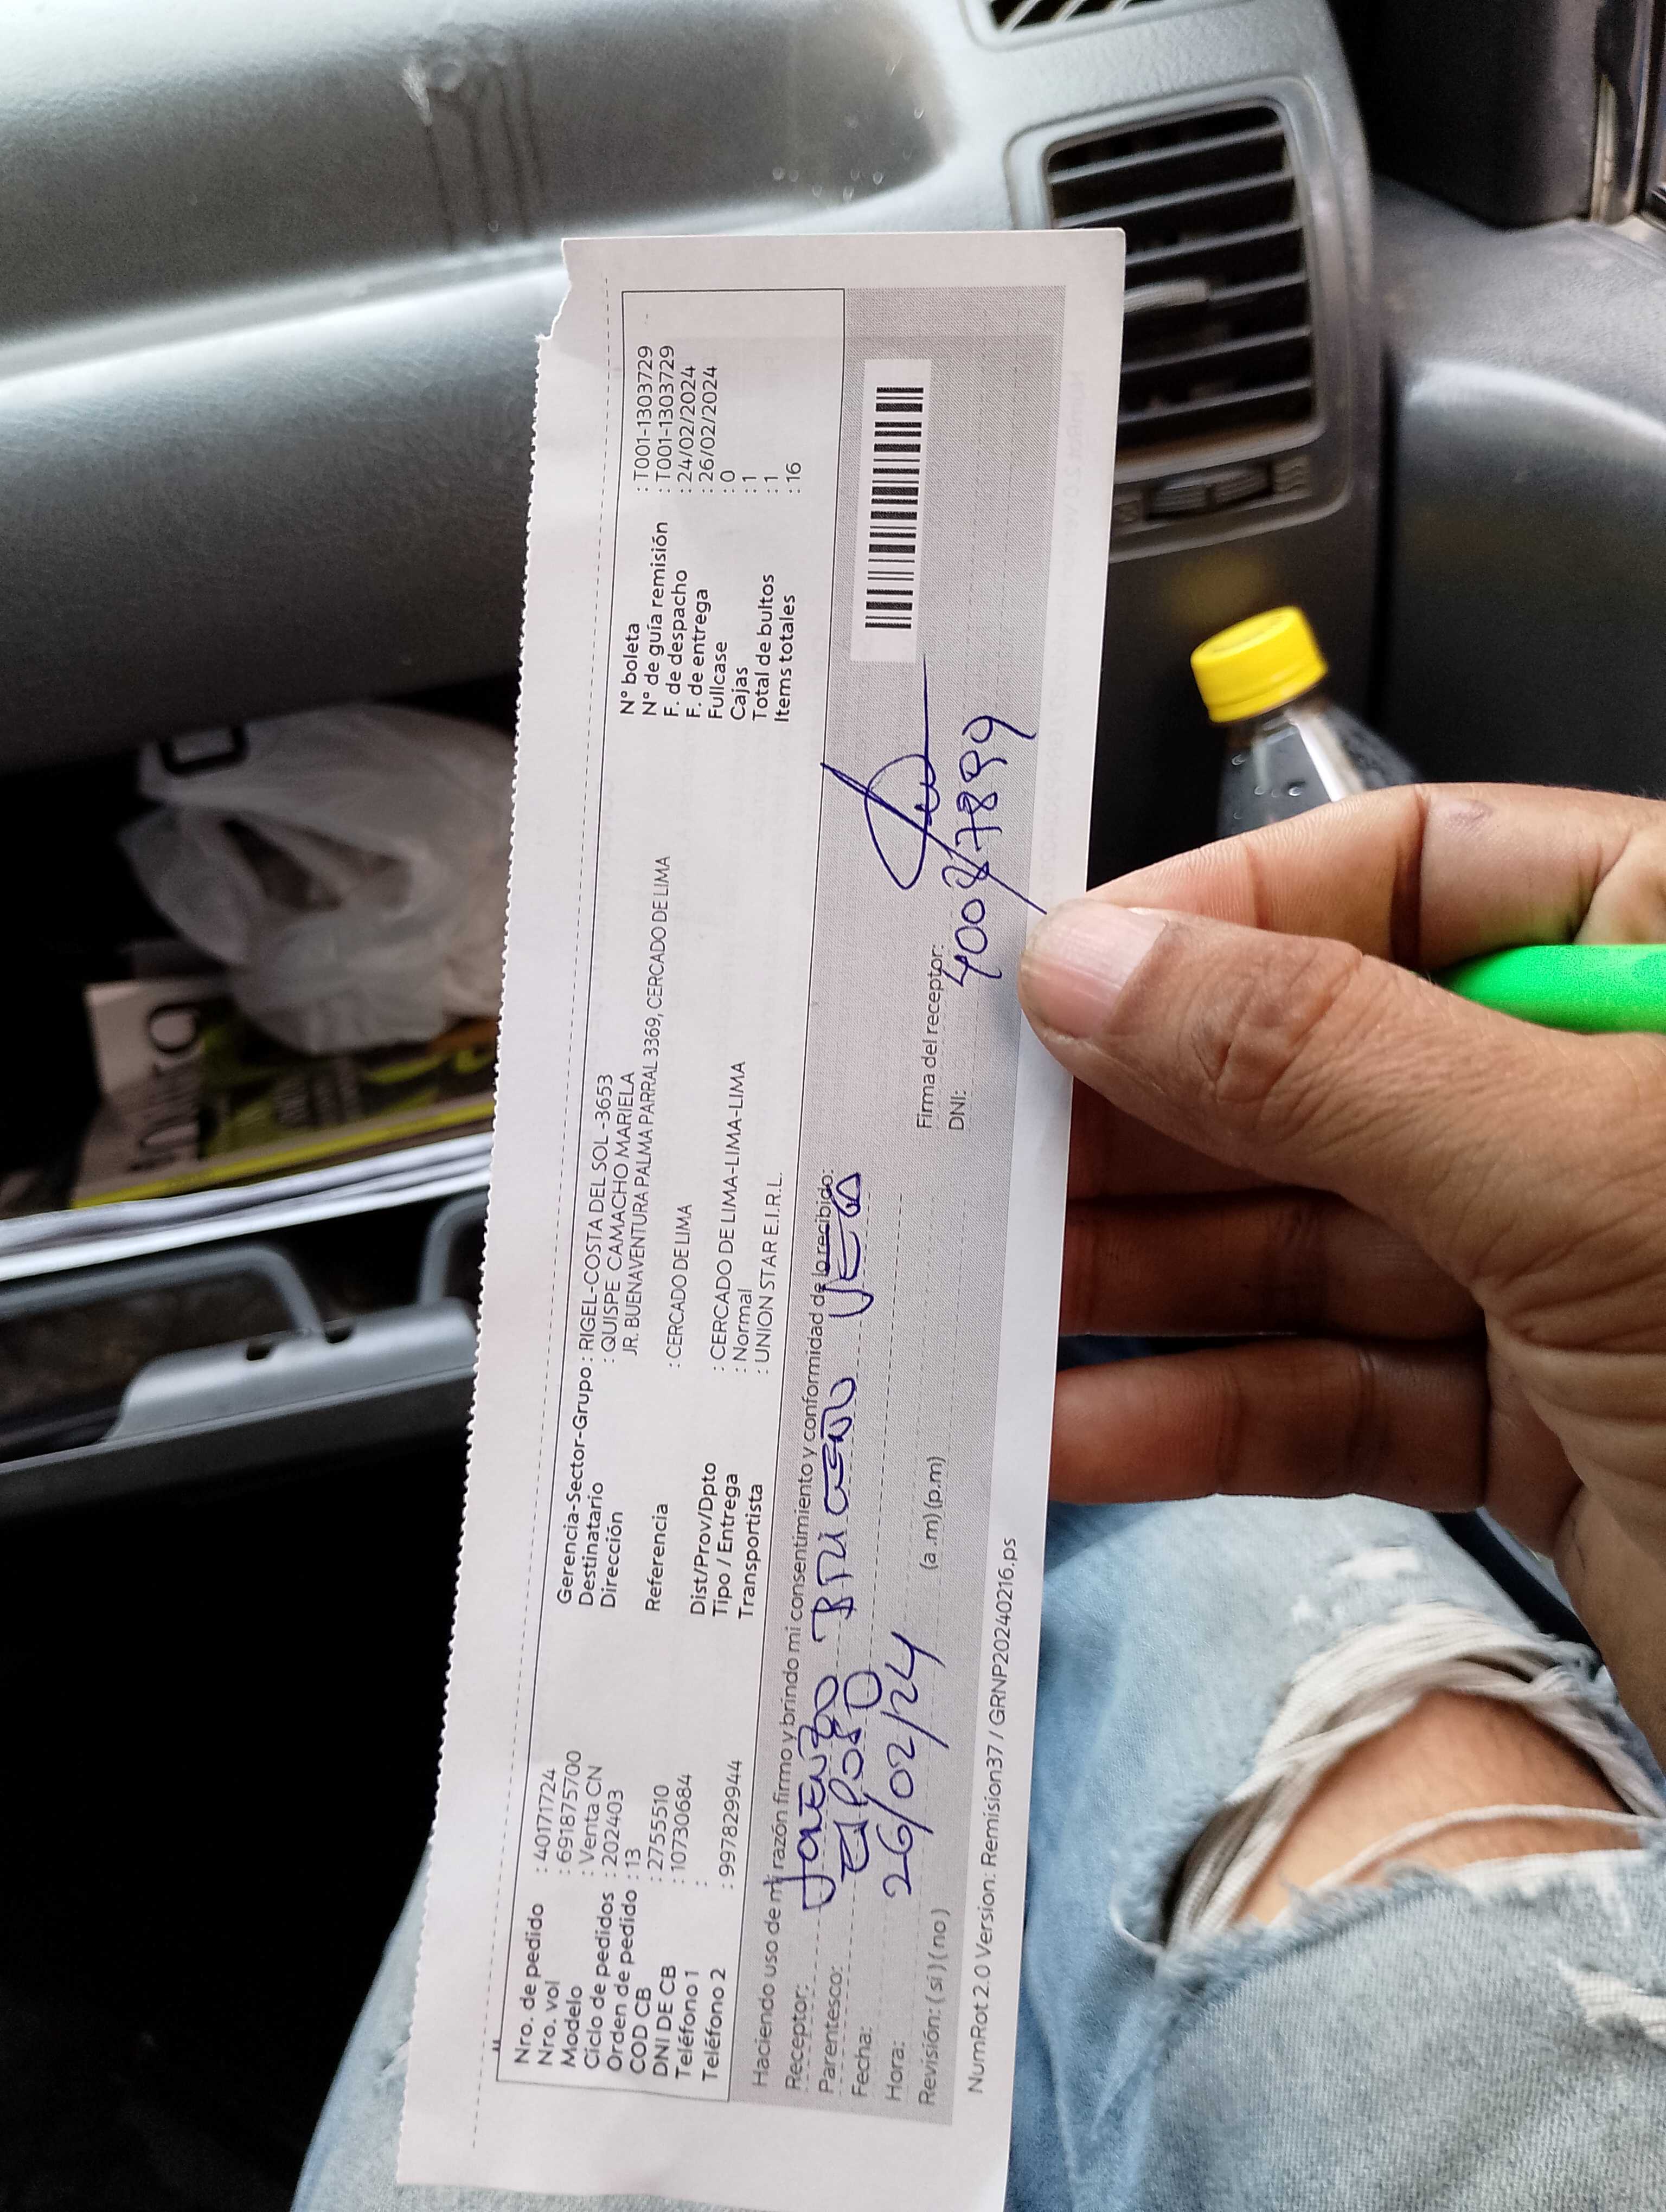 Nro. de pedido : 40171724
Nro. vol : 6918757​00
Modelo : Venta CN
Ciclo de pedidos : 202403
Orden de pedido : 13
COD CB : 27555510
DNI DE CB : 10730684
Teléfono 1 :
Teléfono 2 : 997829944
Gerencia-Sector-Grupo : RIGEL-COSTA DEL SOL -3653
Destinatario : QUISPE CAMACHO MARIELA
Dirección JR. BUENAVENTURA PALMA PARRAL 3369, CERCADO DE LIMA
Referencia : CERCADO DE LIMA
Dist/Prov/Dpto : CERCADO DE LIMA-LIMA-LIMA
Tipo / Entrega : Normal
Transportista : UNION STAR E.I.R.L.
N° boleta : T001-1303729
N° de guía remisión : T001-1303729
F. de despacho : 24/02/2024
F. de entrega : 26/02/2024
Fullcase : 0
Cajas : 1
Total de bultos : 1
Items totales : 16
Haciendo uso de mi razón firmo y brindo mi consentimiento y conformidad de lo recibido:
Receptor: BRICEÑO
Parentesco: ESPOSO
Fecha: 26/02/24
Hora: (a.m) (p.m)
Revisión: ( si ) ( no )
Firma del receptor:
DNI:
NumRot 2.0 Version: Remision37 / GRNP20240216.ps